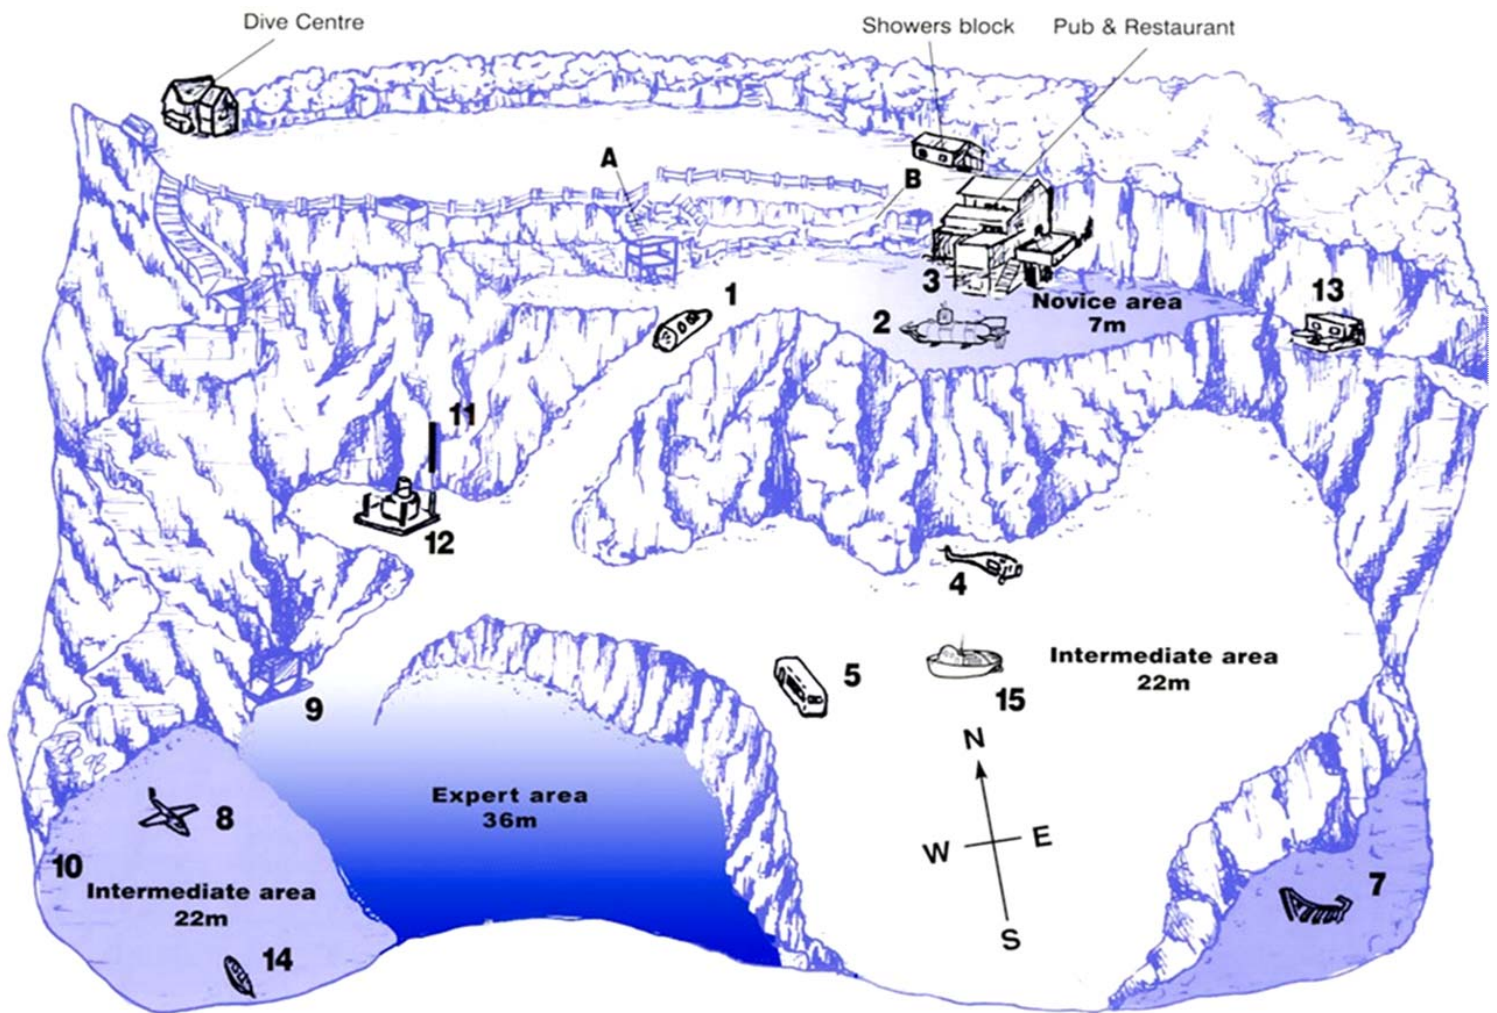 Dive Centre
Showers block
Pub & Restaurant
A
B
1
3
2
Novice area
7m
13
11
12
4
5
Intermediate area
22m
15
9
N
W
E
S
Expert area
36m
8
10
Intermediate area
22m
14
7